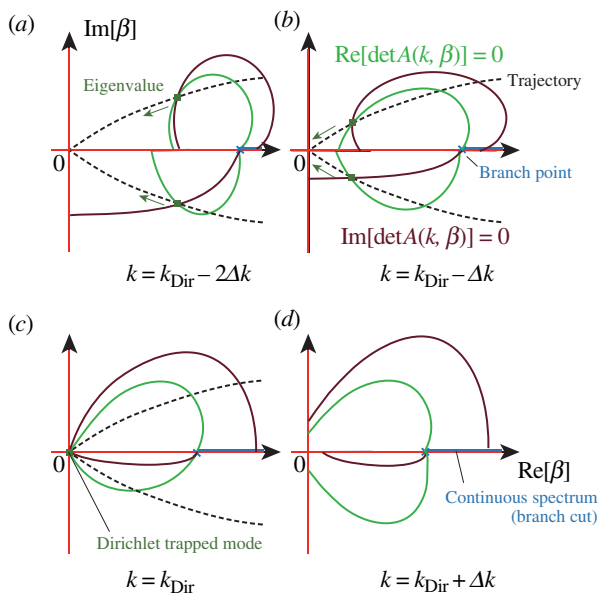 (a)
Im[β]
(b)
Re[detA(k, β)] = 0
Eigenvalue
Trajectory
0
0
Branch point
Im[detA(k, β)] = 0
k = k_Dir − 2Δk
k = k_Dir − Δk
(c)
(d)
0
0
Re[β]
Continuous spectrum
(branch cut)
Dirichlet trapped mode
k = k_Dir
k = k_Dir + Δk